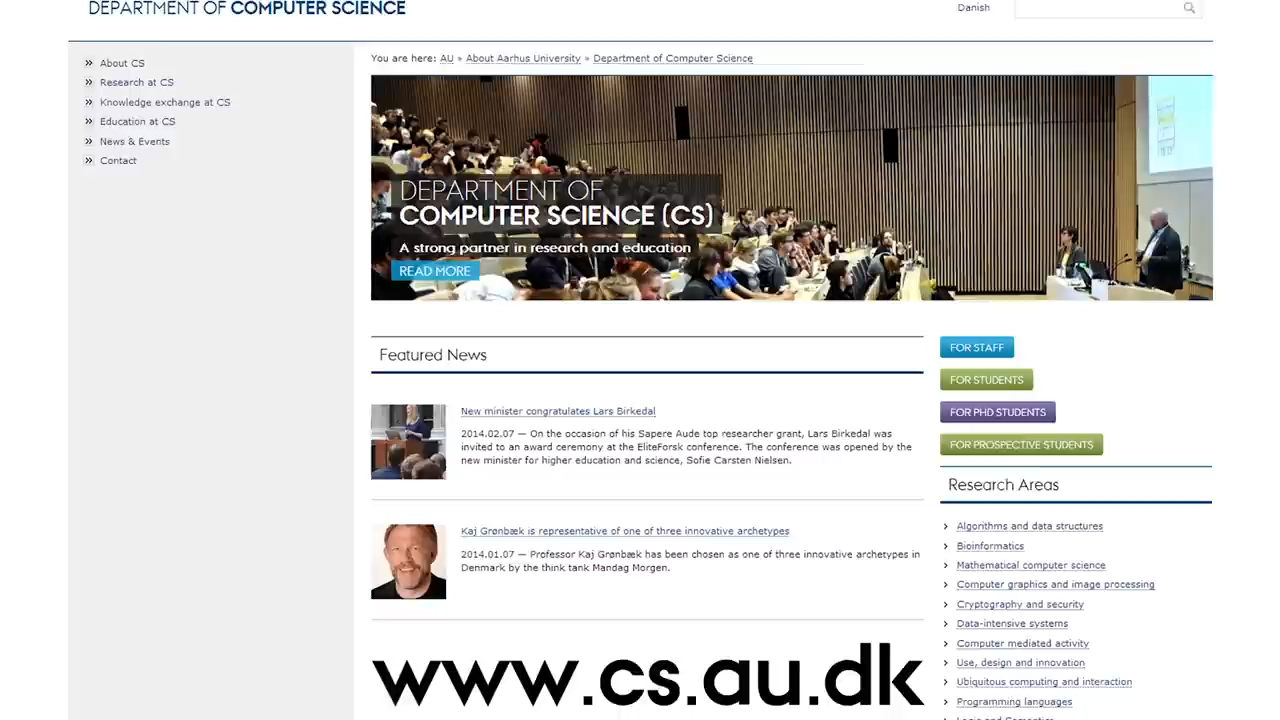 DEPARTMENT OF COMPUTER SCIENCE
Danish
» About CS
» Research at CS
» Knowledge exchange at CS
» Education at CS
» News & Events
» Contact
You are here: AU » About Aarhus University » Department of Computer Science
DEPARTMENT OF
COMPUTER SCIENCE (CS)
A strong partner in research and education
READ MORE
Featured News
New minister congratulates Lars Birkedal
2014.02.07 — On the occasion of his Sapere Aude top researcher grant, Lars Birkedal was
invited to an award ceremony at the EliteForsk conference. The conference was opened by the
new minister for higher education and science, Sofie Carsten Nielsen.
Kaj Grønbæk is representative of one of three innovative archetypes
2014.01.07 — Professor Kaj Grønbæk has been chosen as one of three innovative archetypes in
Denmark by the think tank Mandag Morgen.
www.cs.au.dk
FOR STAFF
FOR STUDENTS
FOR PHD STUDENTS
FOR PROSPECTIVE STUDENTS
Research Areas
Algorithms and data structures
Bioinformatics
Mathematical computer science
Computer graphics and image processing
Cryptography and security
Data-intensive systems
Computer mediated activity
Use, design and innovation
Ubiquitous computing and interaction
Programming languages